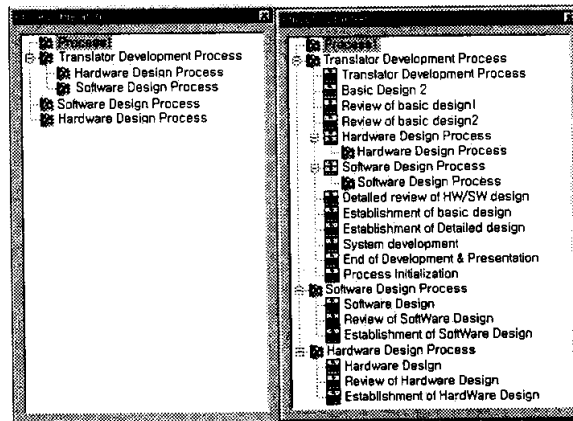 Process1
Translator Development Process
Hardware Design Process
Software Design Process
Software Design Process
Hardware Design Process
Process1
Translator Development Process
Translator Development Process
Basic Design 2
Review of basic design1
Review of basic design2
Hardware Design Process
Hardware Design Process
Software Design Process
Software Design Process
Detailed review of HW/SW design
Establishment of basic design
Establishment of Detailed design
System development
End of Development & Presentation
Process Initialization
Software Design Process
Software Design
Review of SoftWare Design
Establishment of SoftWare Design
Hardware Design Process
Hardware Design
Review of Hardware Design
Establishment of HardWare Design